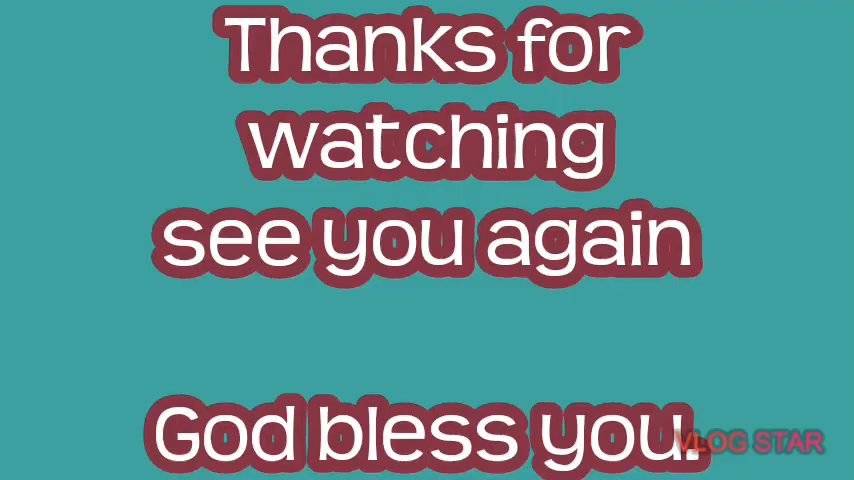 Thanks for
watching
see you again
God bless you.
VLOG STAR